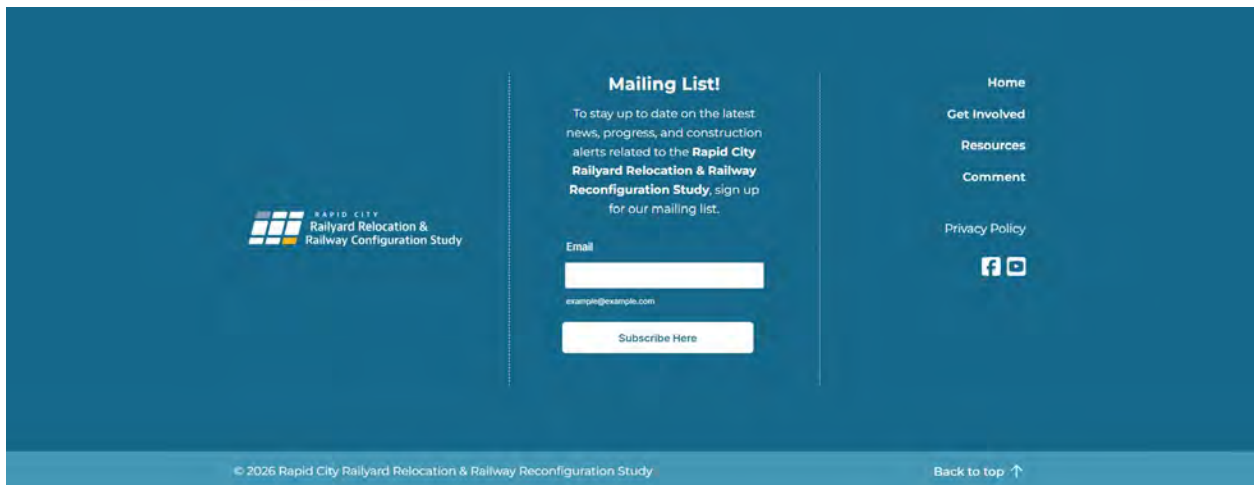 RAPID CITY
Railyard Relocation &
Railway Configuration Study
Mailing List!
To stay up to date on the latest
news, progress, and construction
alerts related to the Rapid City
Railyard Relocation & Railway
Reconfiguration Study, sign up
for our mailing list.
Email
example@example.com
Subscribe Here
Home
Get Involved
Resources
Comment
Privacy Policy
© 2026 Rapid City Railyard Relocation & Railway Reconfiguration Study
Back to top ↑